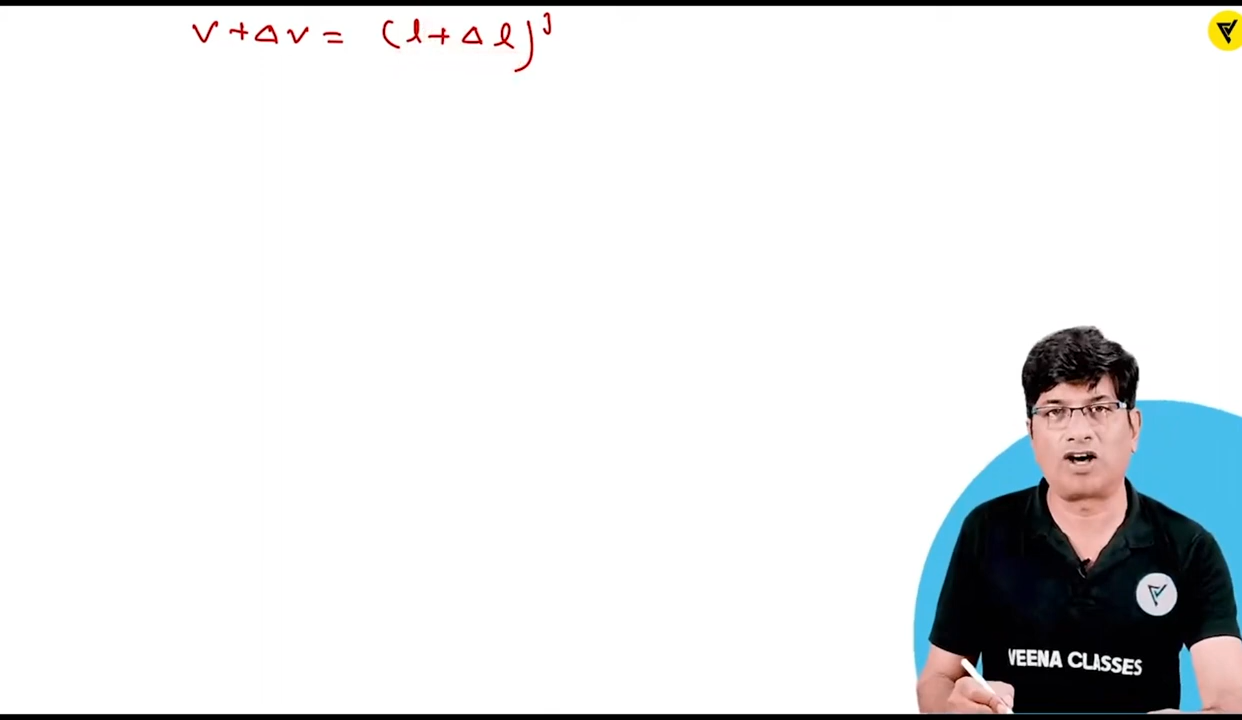 v + Δv = (l + Δl)³
VEENA CLASSES